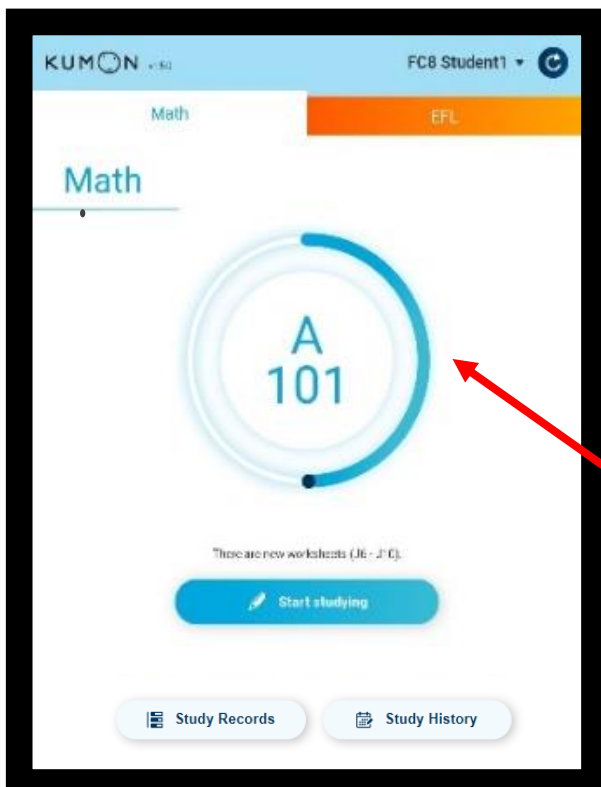 KUMON
FC8 Student1
Math
EFL
Math
A
101
There are new worksheets
Start studying
Study Records
Study History